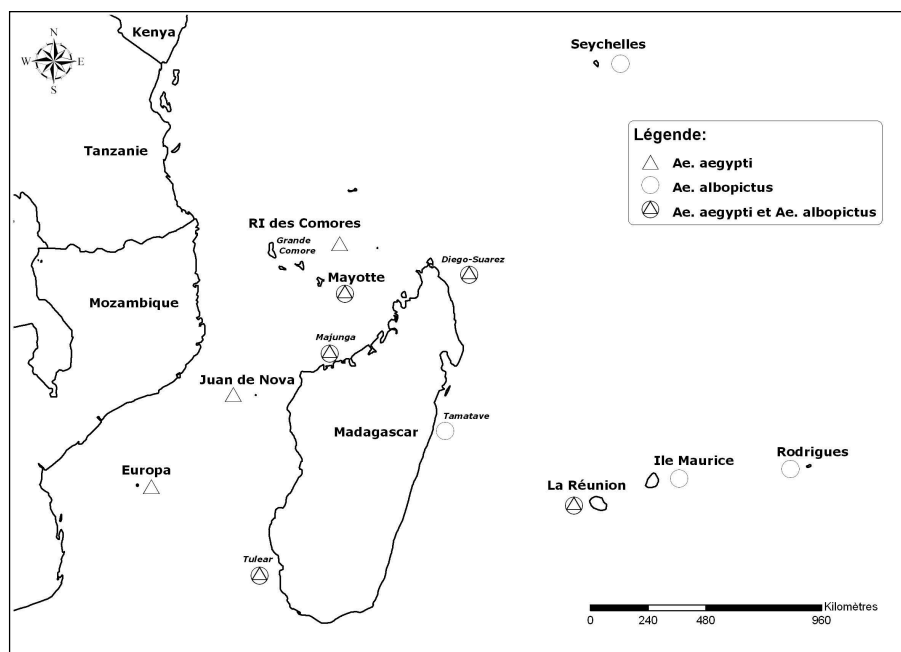 Kenya
N
W E
S
Seychelles
Tanzanie
Légende:
Ae. aegypti
Ae. albopictus
Ae. aegypti et Ae. albopictus
RI des Comores
Grande
Comore
Diego-Suarez
Mayotte
Mozambique
Majunga
Juan de Nova
Tamatave
Madagascar
Europa
Ile Maurice
Rodrigues
La Réunion
Tulear
Kilomètres
0 240 480 960